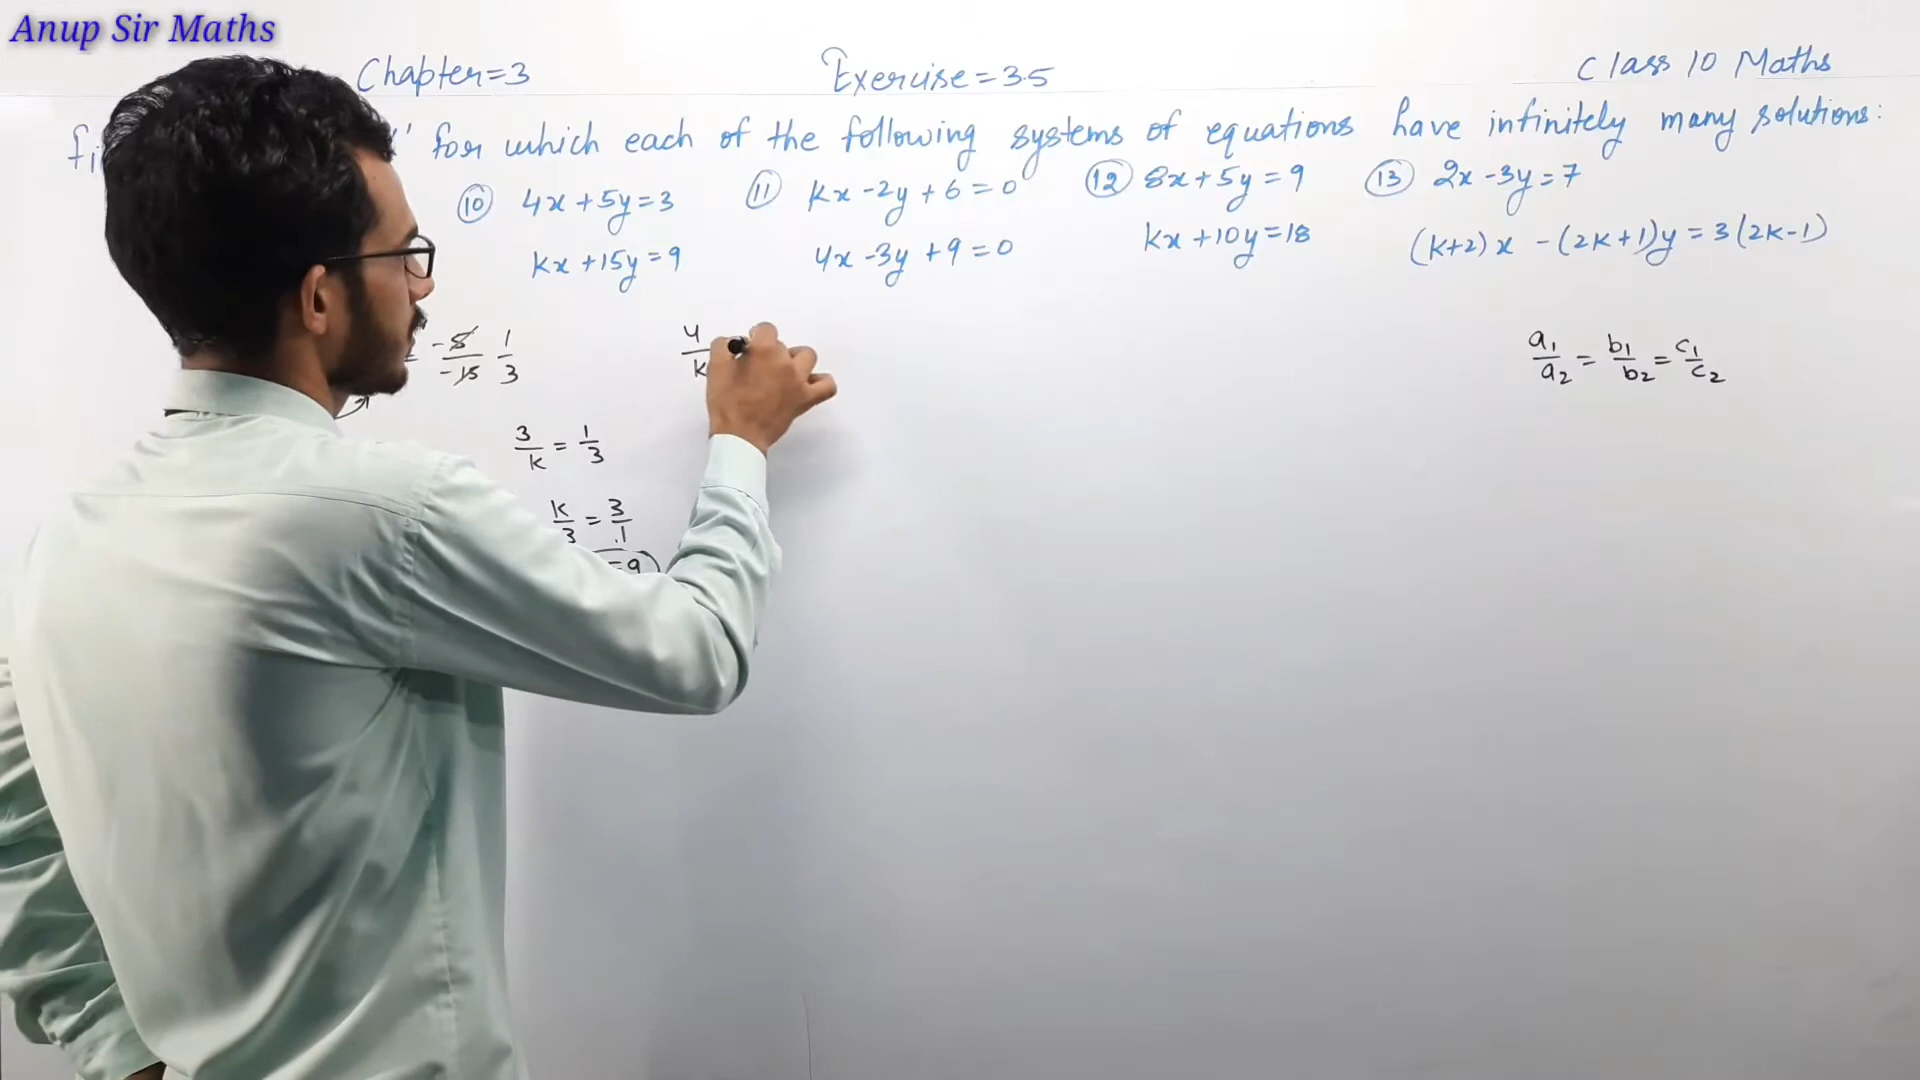 Anup Sir Maths
Chapter=3 Exercise=3.5 Class 10 Maths
for which each of the following systems of equations have infinitely many solutions:
(10) 4x+5y=3 (11) kx-2y+6=0 (12) 8x+5y=9 (13) 2x-3y=7
kx+15y=9 4x-3y+9=0 kx+10y=18 (k+2)x-(2k+1)y=3(2k-1)
= -5/-15 1/3
4/k
a₁/a₂ = b₁/b₂ = c₁/c₂
3/k = 1/3
k/3 = 3/1
=9